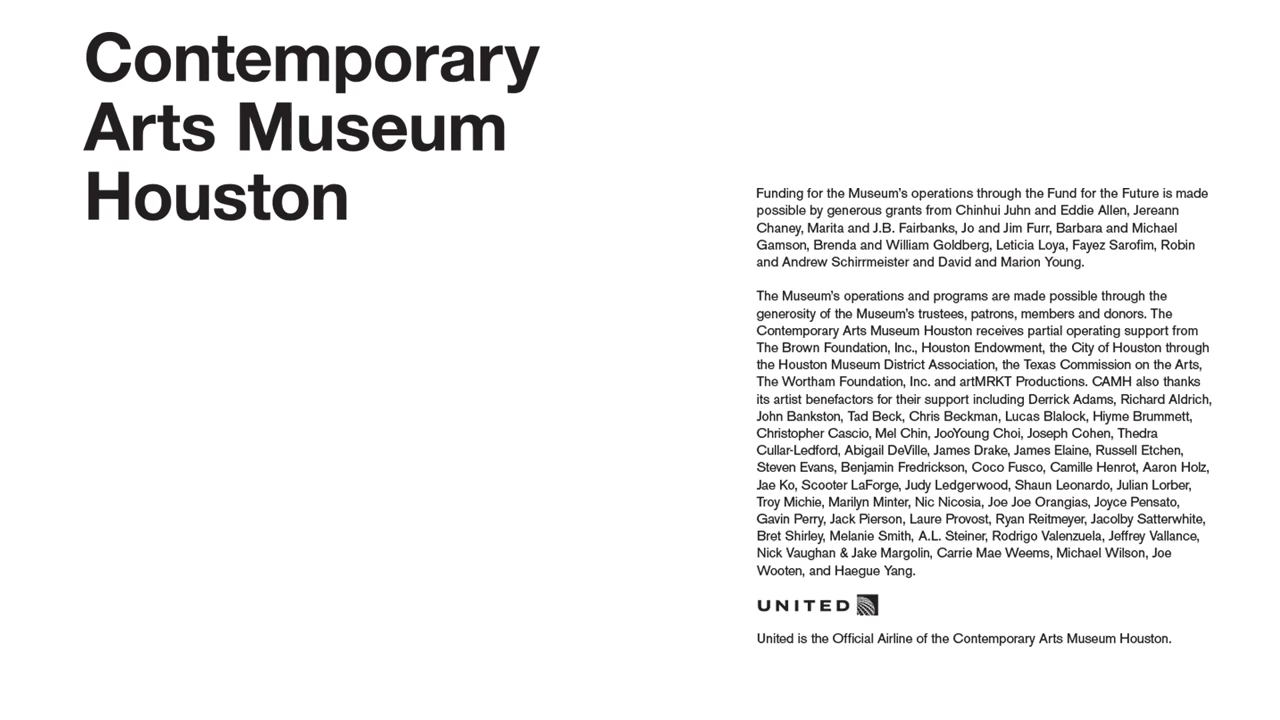 Contemporary
Arts Museum
Houston
Funding for the Museum's operations through the Fund for the Future is made
possible by generous grants from Chinhui Juhn and Eddie Allen, Jereann
Chaney, Marita and J.B. Fairbanks, Jo and Jim Furr, Barbara and Michael
Gamson, Brenda and William Goldberg, Leticia Loya, Fayez Sarofim, Robin
and Andrew Schirrmeister and David and Marion Young.
The Museum's operations and programs are made possible through the
generosity of the Museum's trustees, patrons, members and donors. The
Contemporary Arts Museum Houston receives partial operating support from
The Brown Foundation, Inc., Houston Endowment, the City of Houston through
the Houston Museum District Association, the Texas Commission on the Arts,
The Wortham Foundation, Inc. and artMRKT Productions. CAMH also thanks
its artist benefactors for their support including Derrick Adams, Richard Aldrich,
John Bankston, Tad Beck, Chris Beckman, Lucas Blalock, Hiyme Brummett,
Christopher Cascio, Mel Chin, JooYoung Choi, Joseph Cohen, Thedra
Cullar-Ledford, Abigail DeVille, James Drake, James Elaine, Russell Etchen,
Steven Evans, Benjamin Fredrickson, Coco Fusco, Camille Henrot, Aaron Holz,
Jae Ko, Scooter LaForge, Judy Ledgerwood, Shaun Leonardo, Julian Lorber,
Troy Michie, Marilyn Minter, Nic Nicosia, Joe Joe Orangias, Joyce Pensato,
Gavin Perry, Jack Pierson, Laure Provost, Ryan Reitmeyer, Jacolby Satterwhite,
Bret Shirley, Melanie Smith, A.L. Steiner, Rodrigo Valenzuela, Jeffrey Vallance,
Nick Vaughan & Jake Margolin, Carrie Mae Weems, Michael Wilson, Joe
Wooten, and Haegue Yang.
UNITED
United is the Official Airline of the Contemporary Arts Museum Houston.